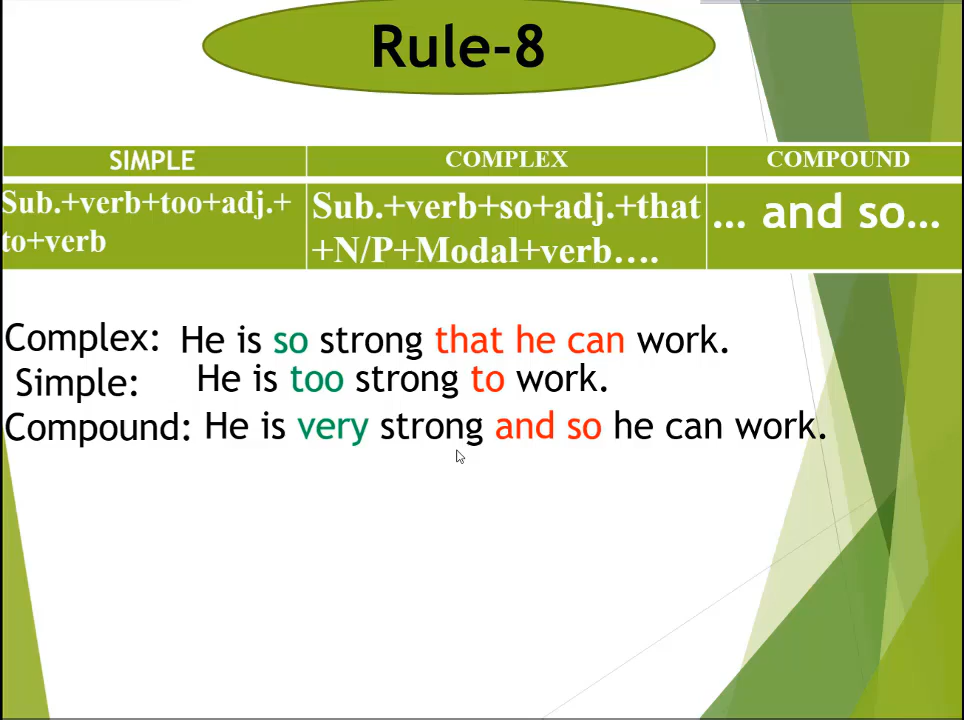 Rule-8
SIMPLE
COMPLEX
COMPOUND
Sub.+verb+too+adj.+
to+verb
Sub.+verb+so+adj.+that
+N/P+Modal+verb….
… and so…
Complex: He is so strong that he can work.
Simple: He is too strong to work.
Compound: He is very strong and so he can work.